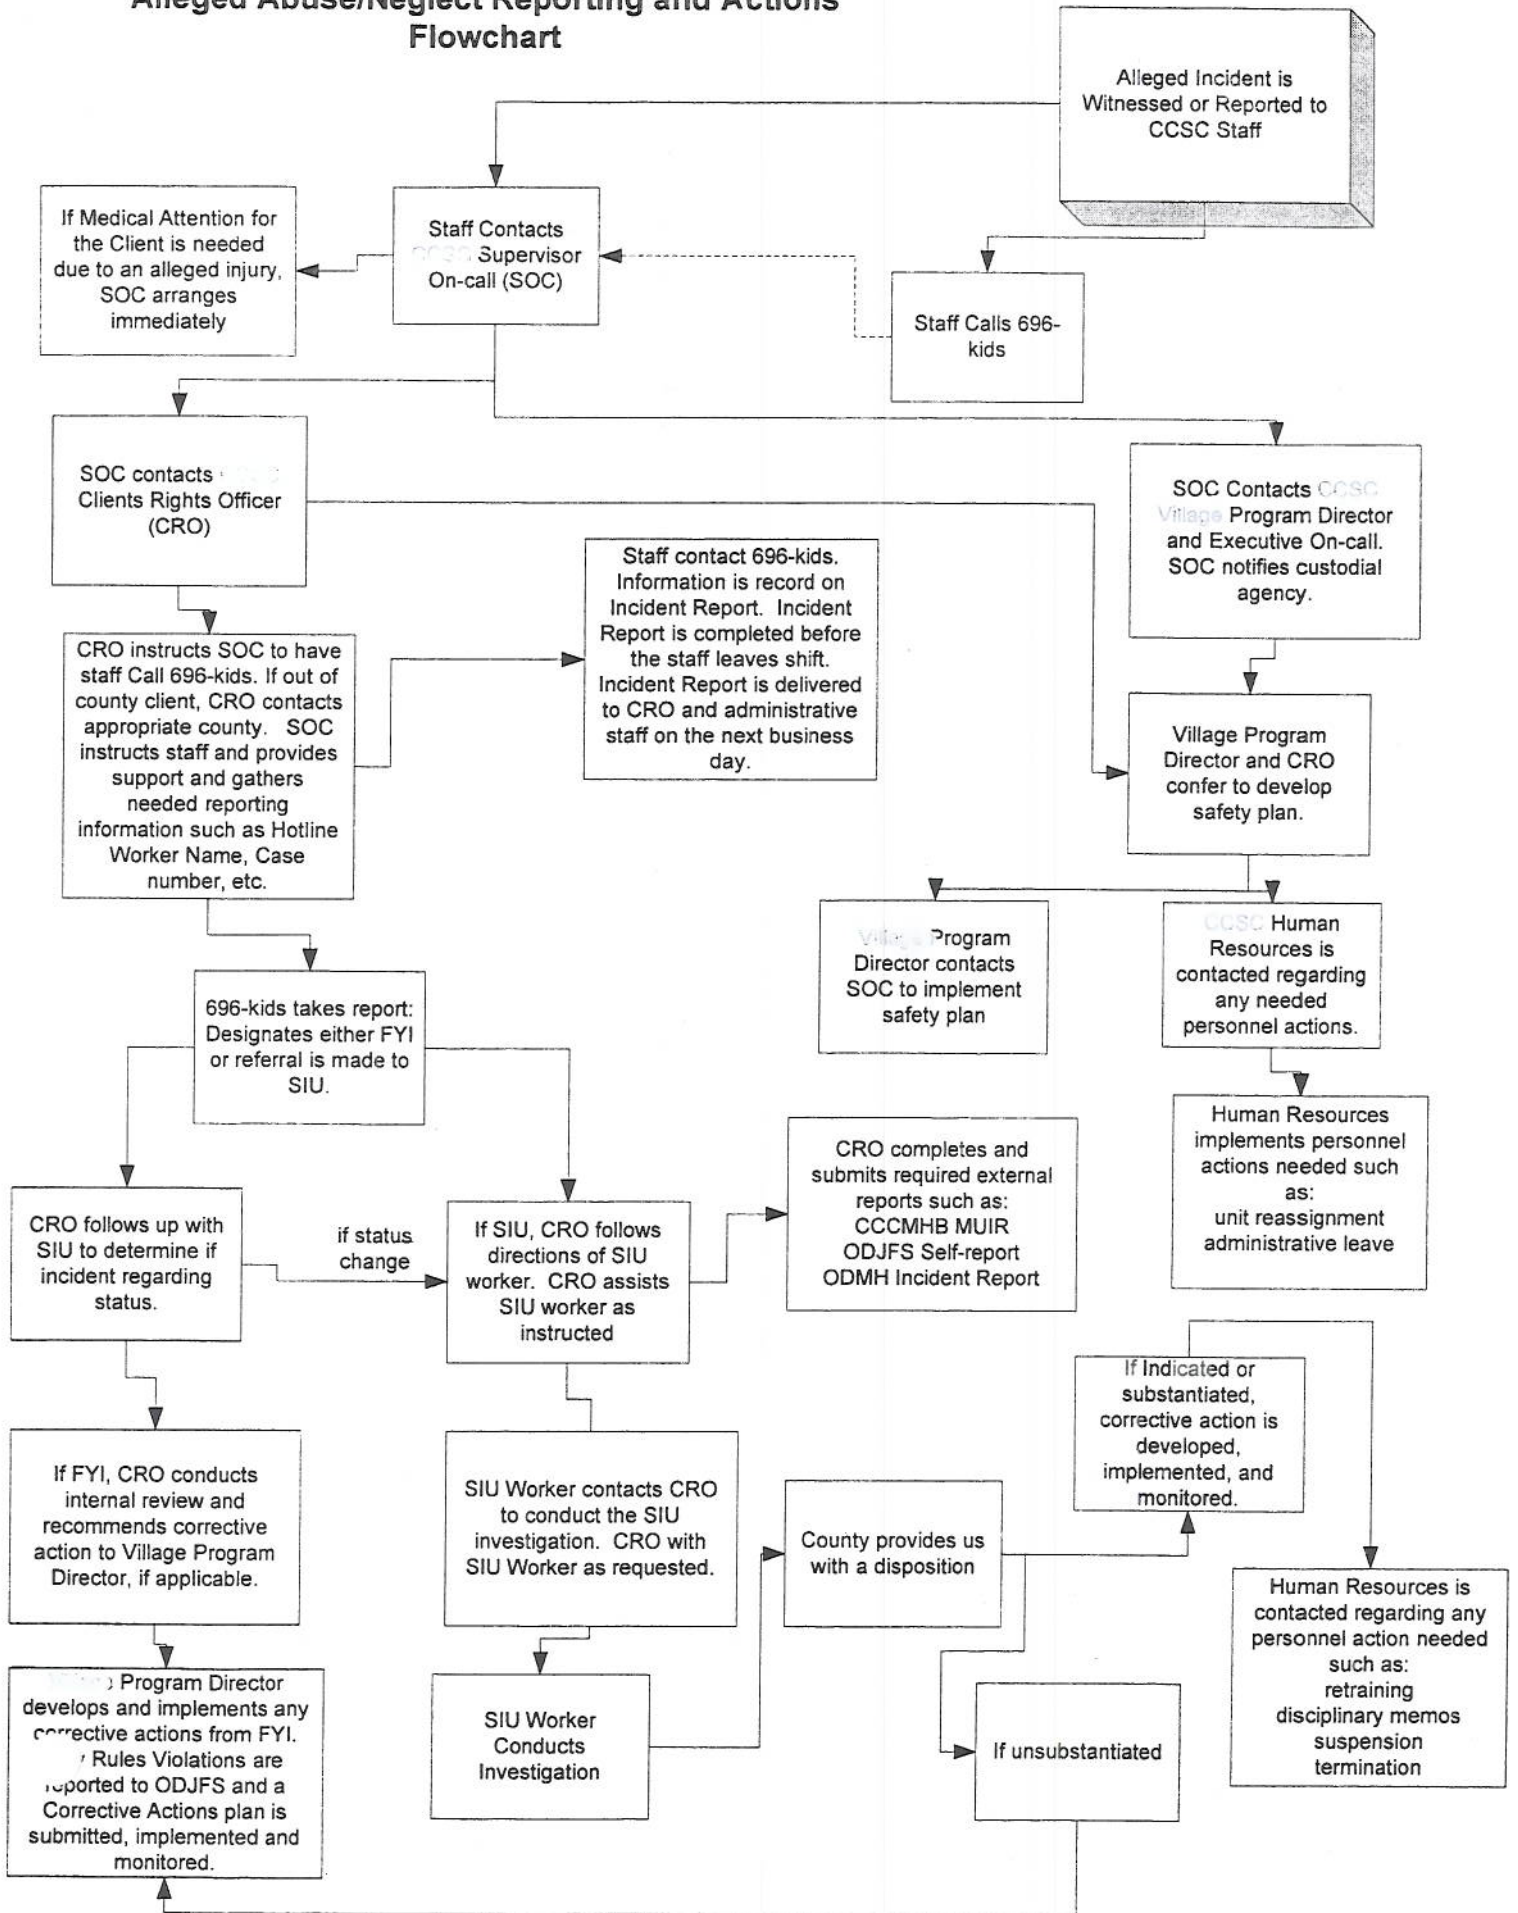 Alleged Abuse/Neglect Reporting and Actions
Flowchart
Alleged Incident is
Witnessed or Reported to
CCSC Staff
If Medical Attention for
the Client is needed
due to an alleged injury,
SOC arranges
immediately
Staff Contacts
CCSC Supervisor
On-call (SOC)
Staff Calls 696-
kids
SOC contacts
Clients Rights Officer
(CRO)
SOC Contacts CCSC
Village Program Director
and Executive On-call.
SOC notifies custodial
agency.
Staff contact 696-kids.
Information is record on
Incident Report. Incident
Report is completed before
the staff leaves shift.
Incident Report is delivered
to CRO and administrative
staff on the next business
day.
CRO instructs SOC to have
staff Call 696-kids. If out of
county client, CRO contacts
appropriate county. SOC
instructs staff and provides
support and gathers
needed reporting
information such as Hotline
Worker Name, Case
number, etc.
Village Program
Director and CRO
confer to develop
safety plan.
Village Program
Director contacts
SOC to implement
safety plan
CCSC Human
Resources is
contacted regarding
any needed
personnel actions.
696-kids takes report:
Designates either FYI
or referral is made to
SIU.
Human Resources
implements personnel
actions needed such
as:
unit reassignment
administrative leave
CRO completes and
submits required external
reports such as:
CCCMHB MUIR
ODJFS Self-report
ODMH Incident Report
CRO follows up with
SIU to determine if
incident regarding
status.
if status
change
If SIU, CRO follows
directions of SIU
worker. CRO assists
SIU worker as
instructed
If Indicated or
substantiated,
corrective action is
developed,
implemented, and
monitored.
If FYI, CRO conducts
internal review and
recommends corrective
action to Village Program
Director, if applicable.
SIU Worker contacts CRO
to conduct the SIU
investigation. CRO with
SIU Worker as requested.
County provides us
with a disposition
Human Resources is
contacted regarding any
personnel action needed
such as:
retraining
disciplinary memos
suspension
termination
Program Director
develops and implements any
corrective actions from FYI.
Rules Violations are
reported to ODJFS and a
Corrective Actions plan is
submitted, implemented and
monitored.
SIU Worker
Conducts
Investigation
If unsubstantiated